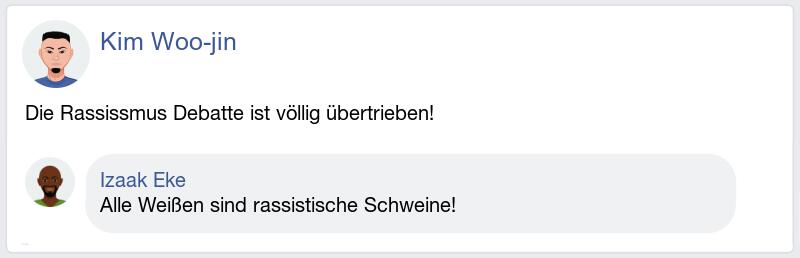 Kim Woo-jin
Die Rassissmus Debatte ist völlig übertrieben!
Izaak Eke
Alle Weißen sind rassistische Schweine!